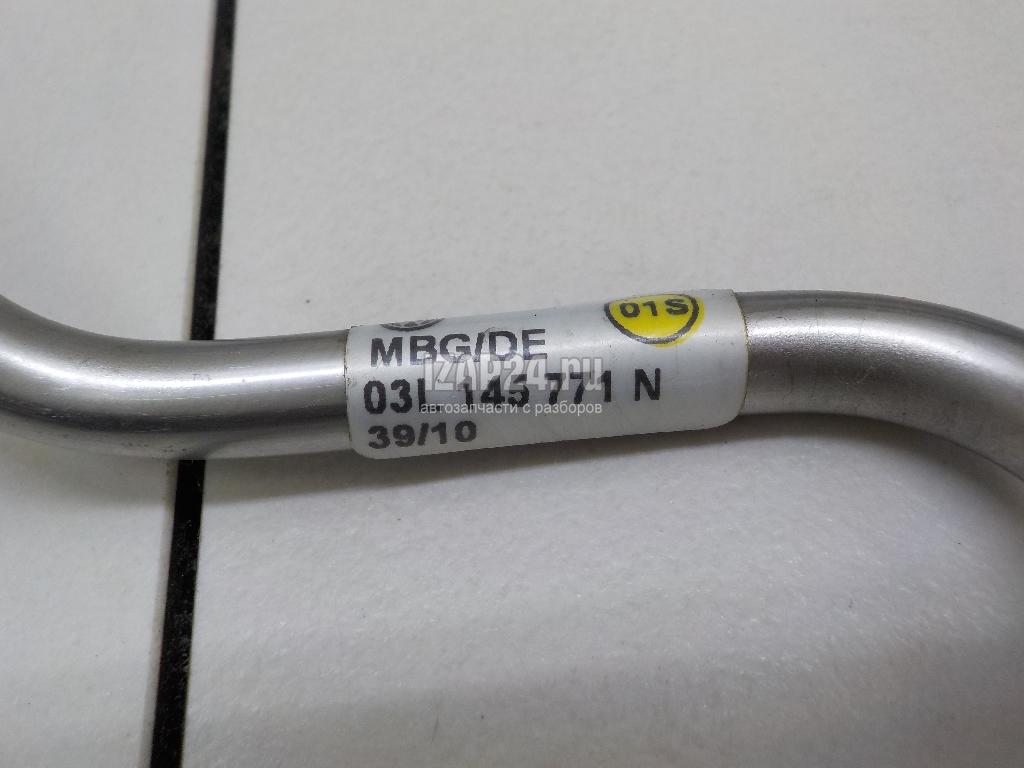 01S
MBG/DE
IZAP24.ru
03L 145 771 N
автозапчасти с разборов
39/10